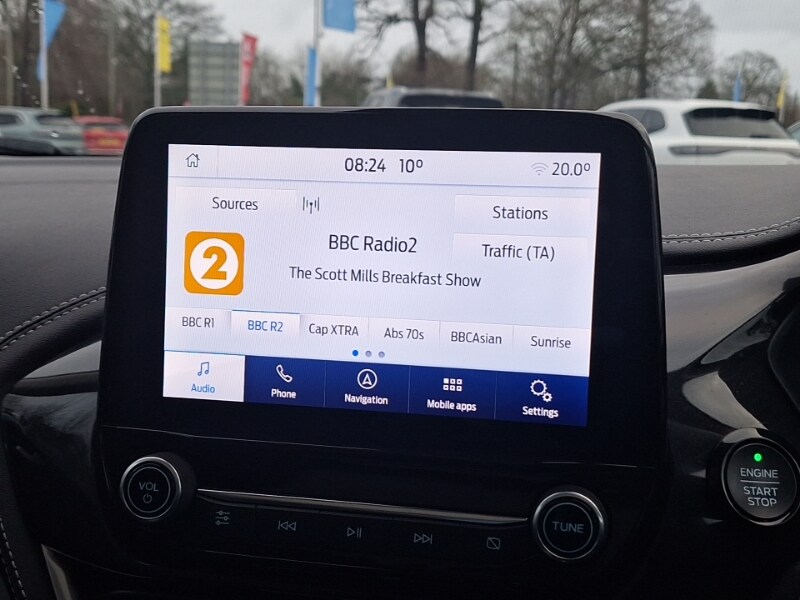 08:24 10° 20.0°
Sources Stations
BBC Radio2 Traffic (TA)
2
The Scott Mills Breakfast Show
BBC R1 BBC R2 Cap XTRA Abs 70s BBCAsian Sunrise
Audio Phone Navigation Mobile apps Settings
VOL
TUNE
ENGINE
START
STOP